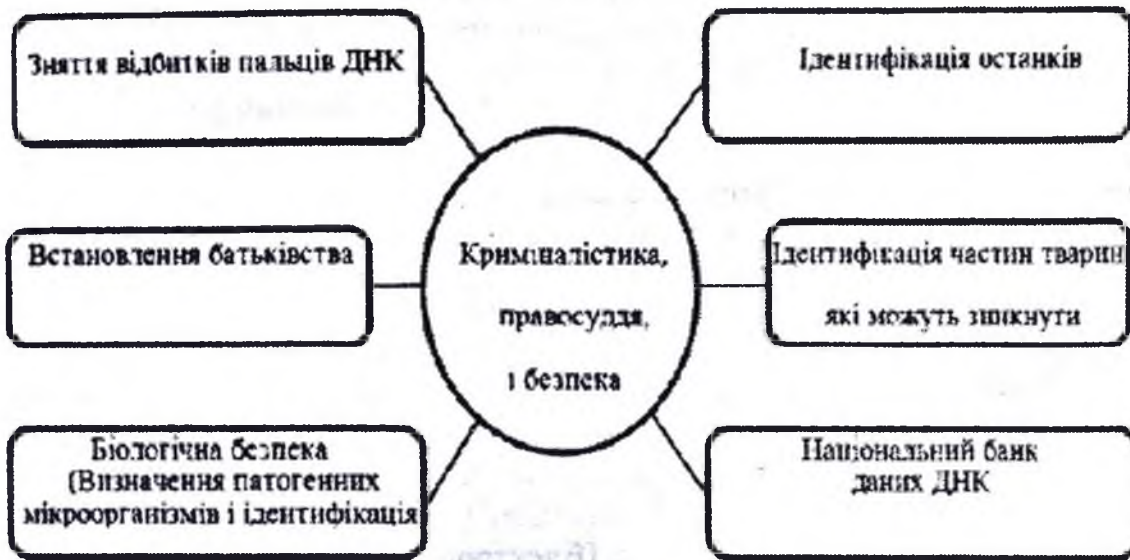 Зняття відбитків пальців ДНК
Ідентифікація останків
Встановлення батьківства
Криміналістика,
правосуддя,
і безпека
Ідентифікація частин тварин
які можуть зникнути
Біологічна безпека
(Визначення патогенних
мікроорганізмів і ідентифікація
Національний банк
даних ДНК